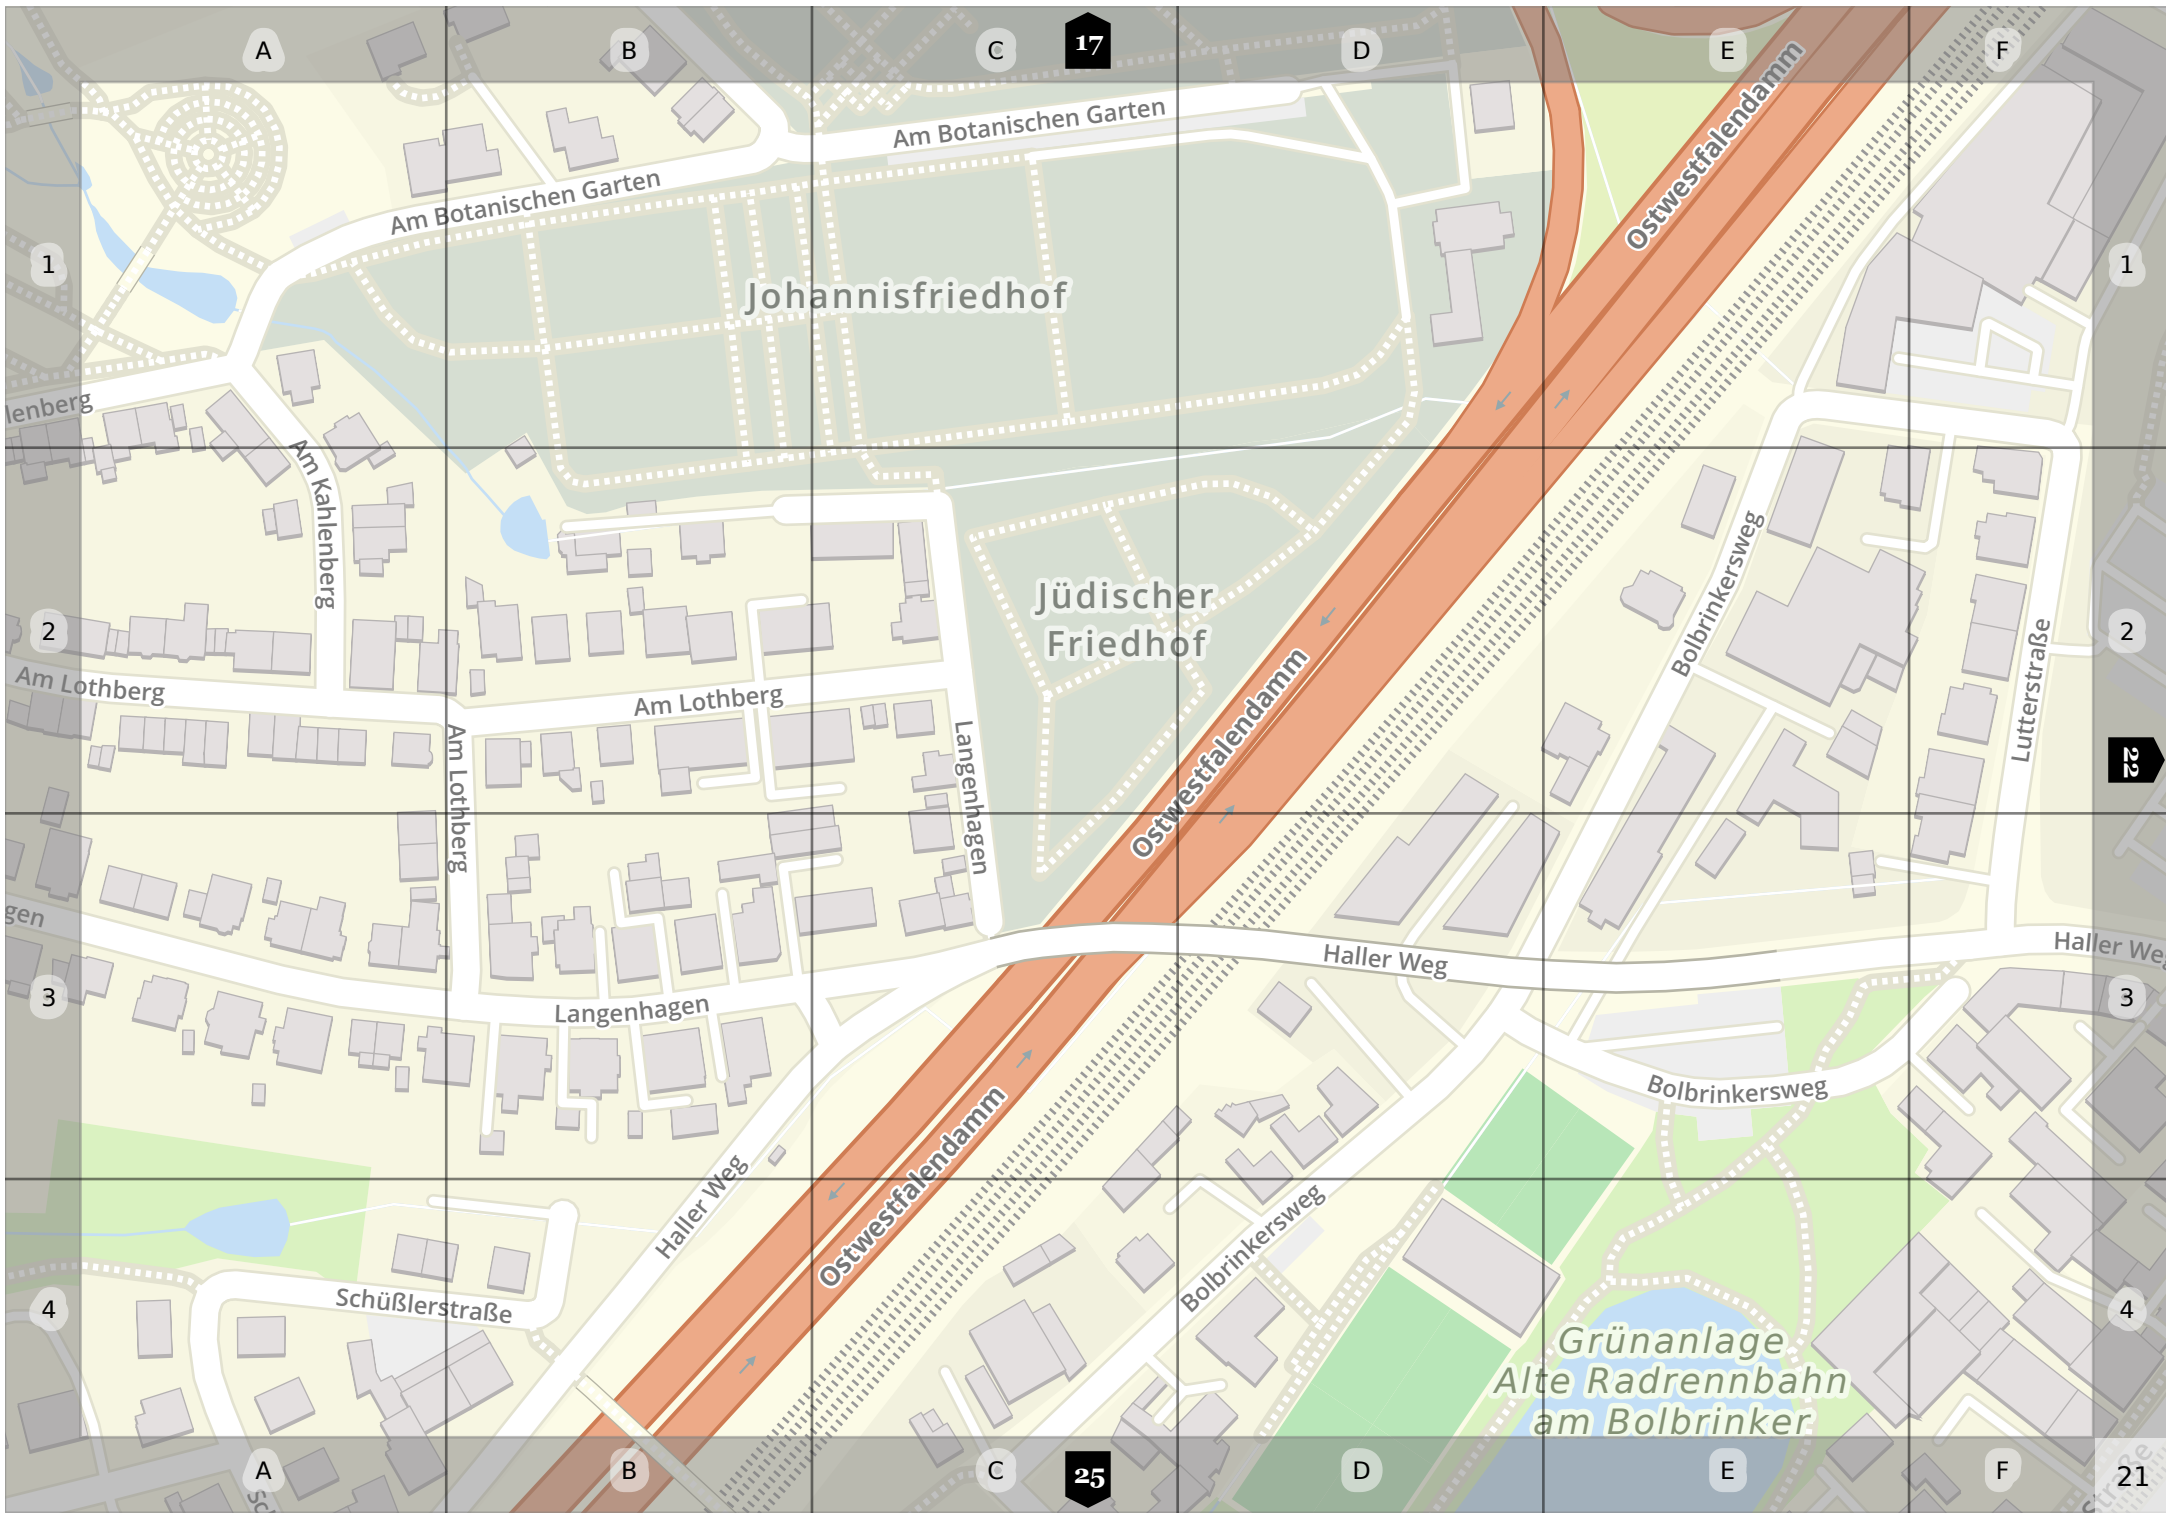 A
B
C
17
D
E
F
Am Botanischen Garten
Ostwestfalendamm
Am Botanischen Garten
1
Johannisfriedhof
1
lenberg
Am Kahlenberg
Bolbrinkersweg
Jüdischer
Friedhof
2
2
Am Lothberg
Am Lothberg
Lutterstraße
Ostwestfalendamm
Am Lothberg
Langenhagen
22
gen
Haller Weg
Haller Weg
3
3
Langenhagen
Bolbrinkersweg
Ostwestfalendamm
Haller Weg
Bolbrinkersweg
Schüßlerstraße
4
4
Grünanlage
Alte Radrennbahn
am Bolbrinker
A
B
C
25
D
E
F
21
Sch
straße